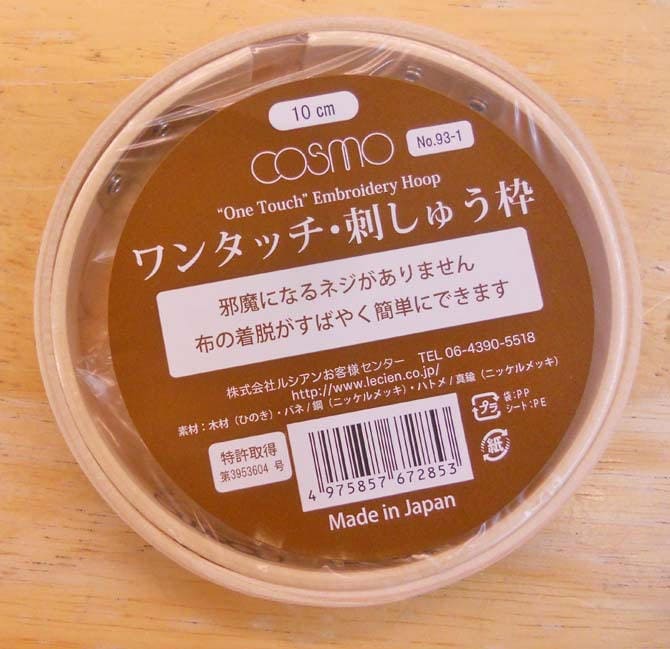 10 cm
COSMO
No.93-1
"One Touch" Embroidery Hoop
ワンタッチ・刺しゅう枠
邪魔になるネジがありません
布の着脱がすばやく簡単にできます
株式会社ルシアンお客様センター TEL 06-4390-5518
http://www.lecien.co.jp/
素材：木材（ひのき）・バネ/鋼（ニッケルメッキ）・ハトメ/真鍮（ニッケルメッキ）
特許取得
第3953604 号
プラ
袋：PP
シート：PE
紙
4 975857 672853
Made in Japan